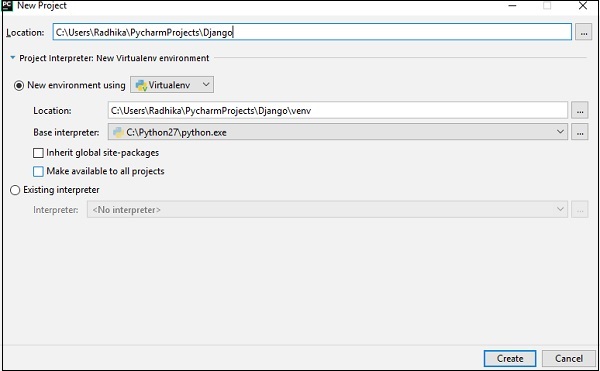 PC New Project
Location: C:\Users\Radhika\PycharmProjects\Django
...
Project Interpreter: New Virtualenv environment
New environment using Virtualenv
Location: C:\Users\Radhika\PycharmProjects\Django\venv ...
Base interpreter: C:\Python27\python.exe ...
Inherit global site-packages
Make available to all projects
Existing interpreter
Interpreter: <No interpreter> ...
Create Cancel